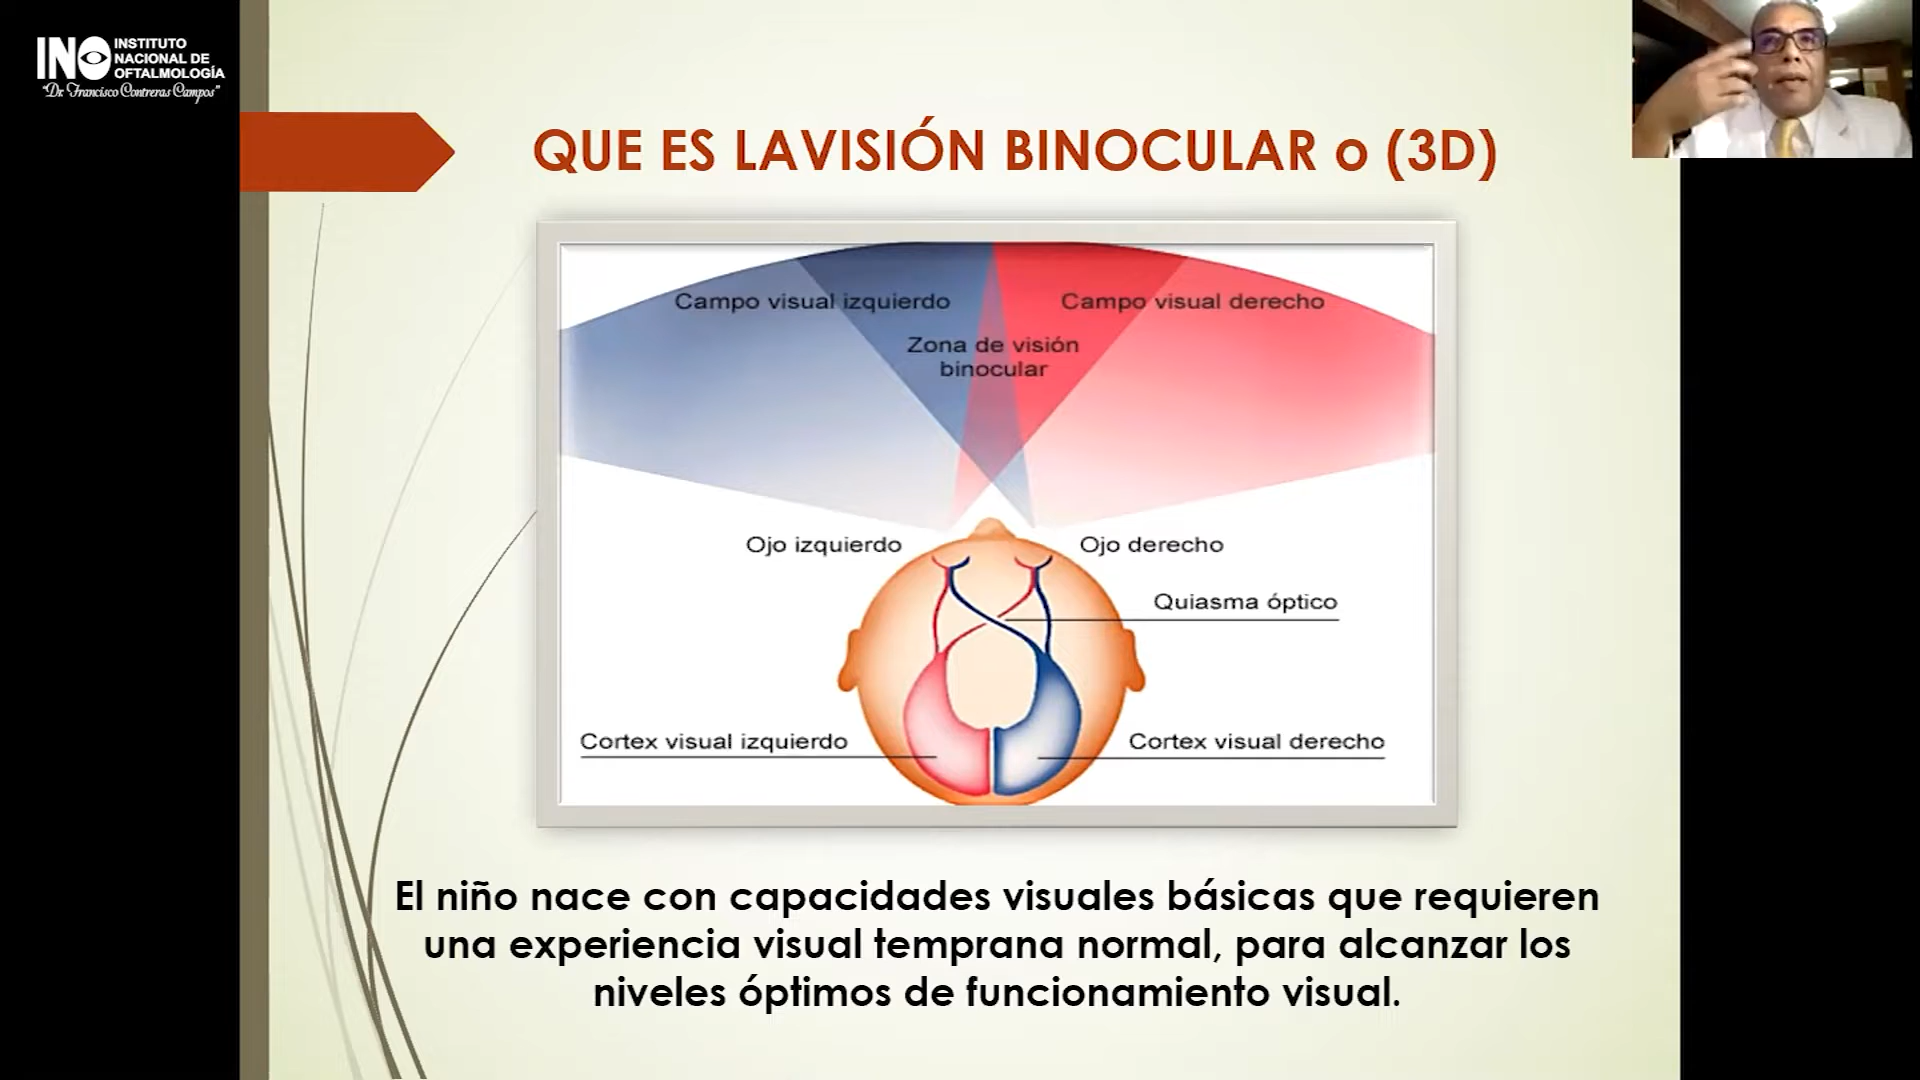 INO INSTITUTO
NACIONAL DE
OFTALMOLOGÍA
"Dr. Francisco Contreras Campos"
QUE ES LAVISIÓN BINOCULAR o (3D)
Campo visual izquierdo
Campo visual derecho
Zona de visión
binocular
Ojo izquierdo
Ojo derecho
Quiasma óptico
Cortex visual izquierdo
Cortex visual derecho
El niño nace con capacidades visuales básicas que requieren
una experiencia visual temprana normal, para alcanzar los
niveles óptimos de funcionamiento visual.